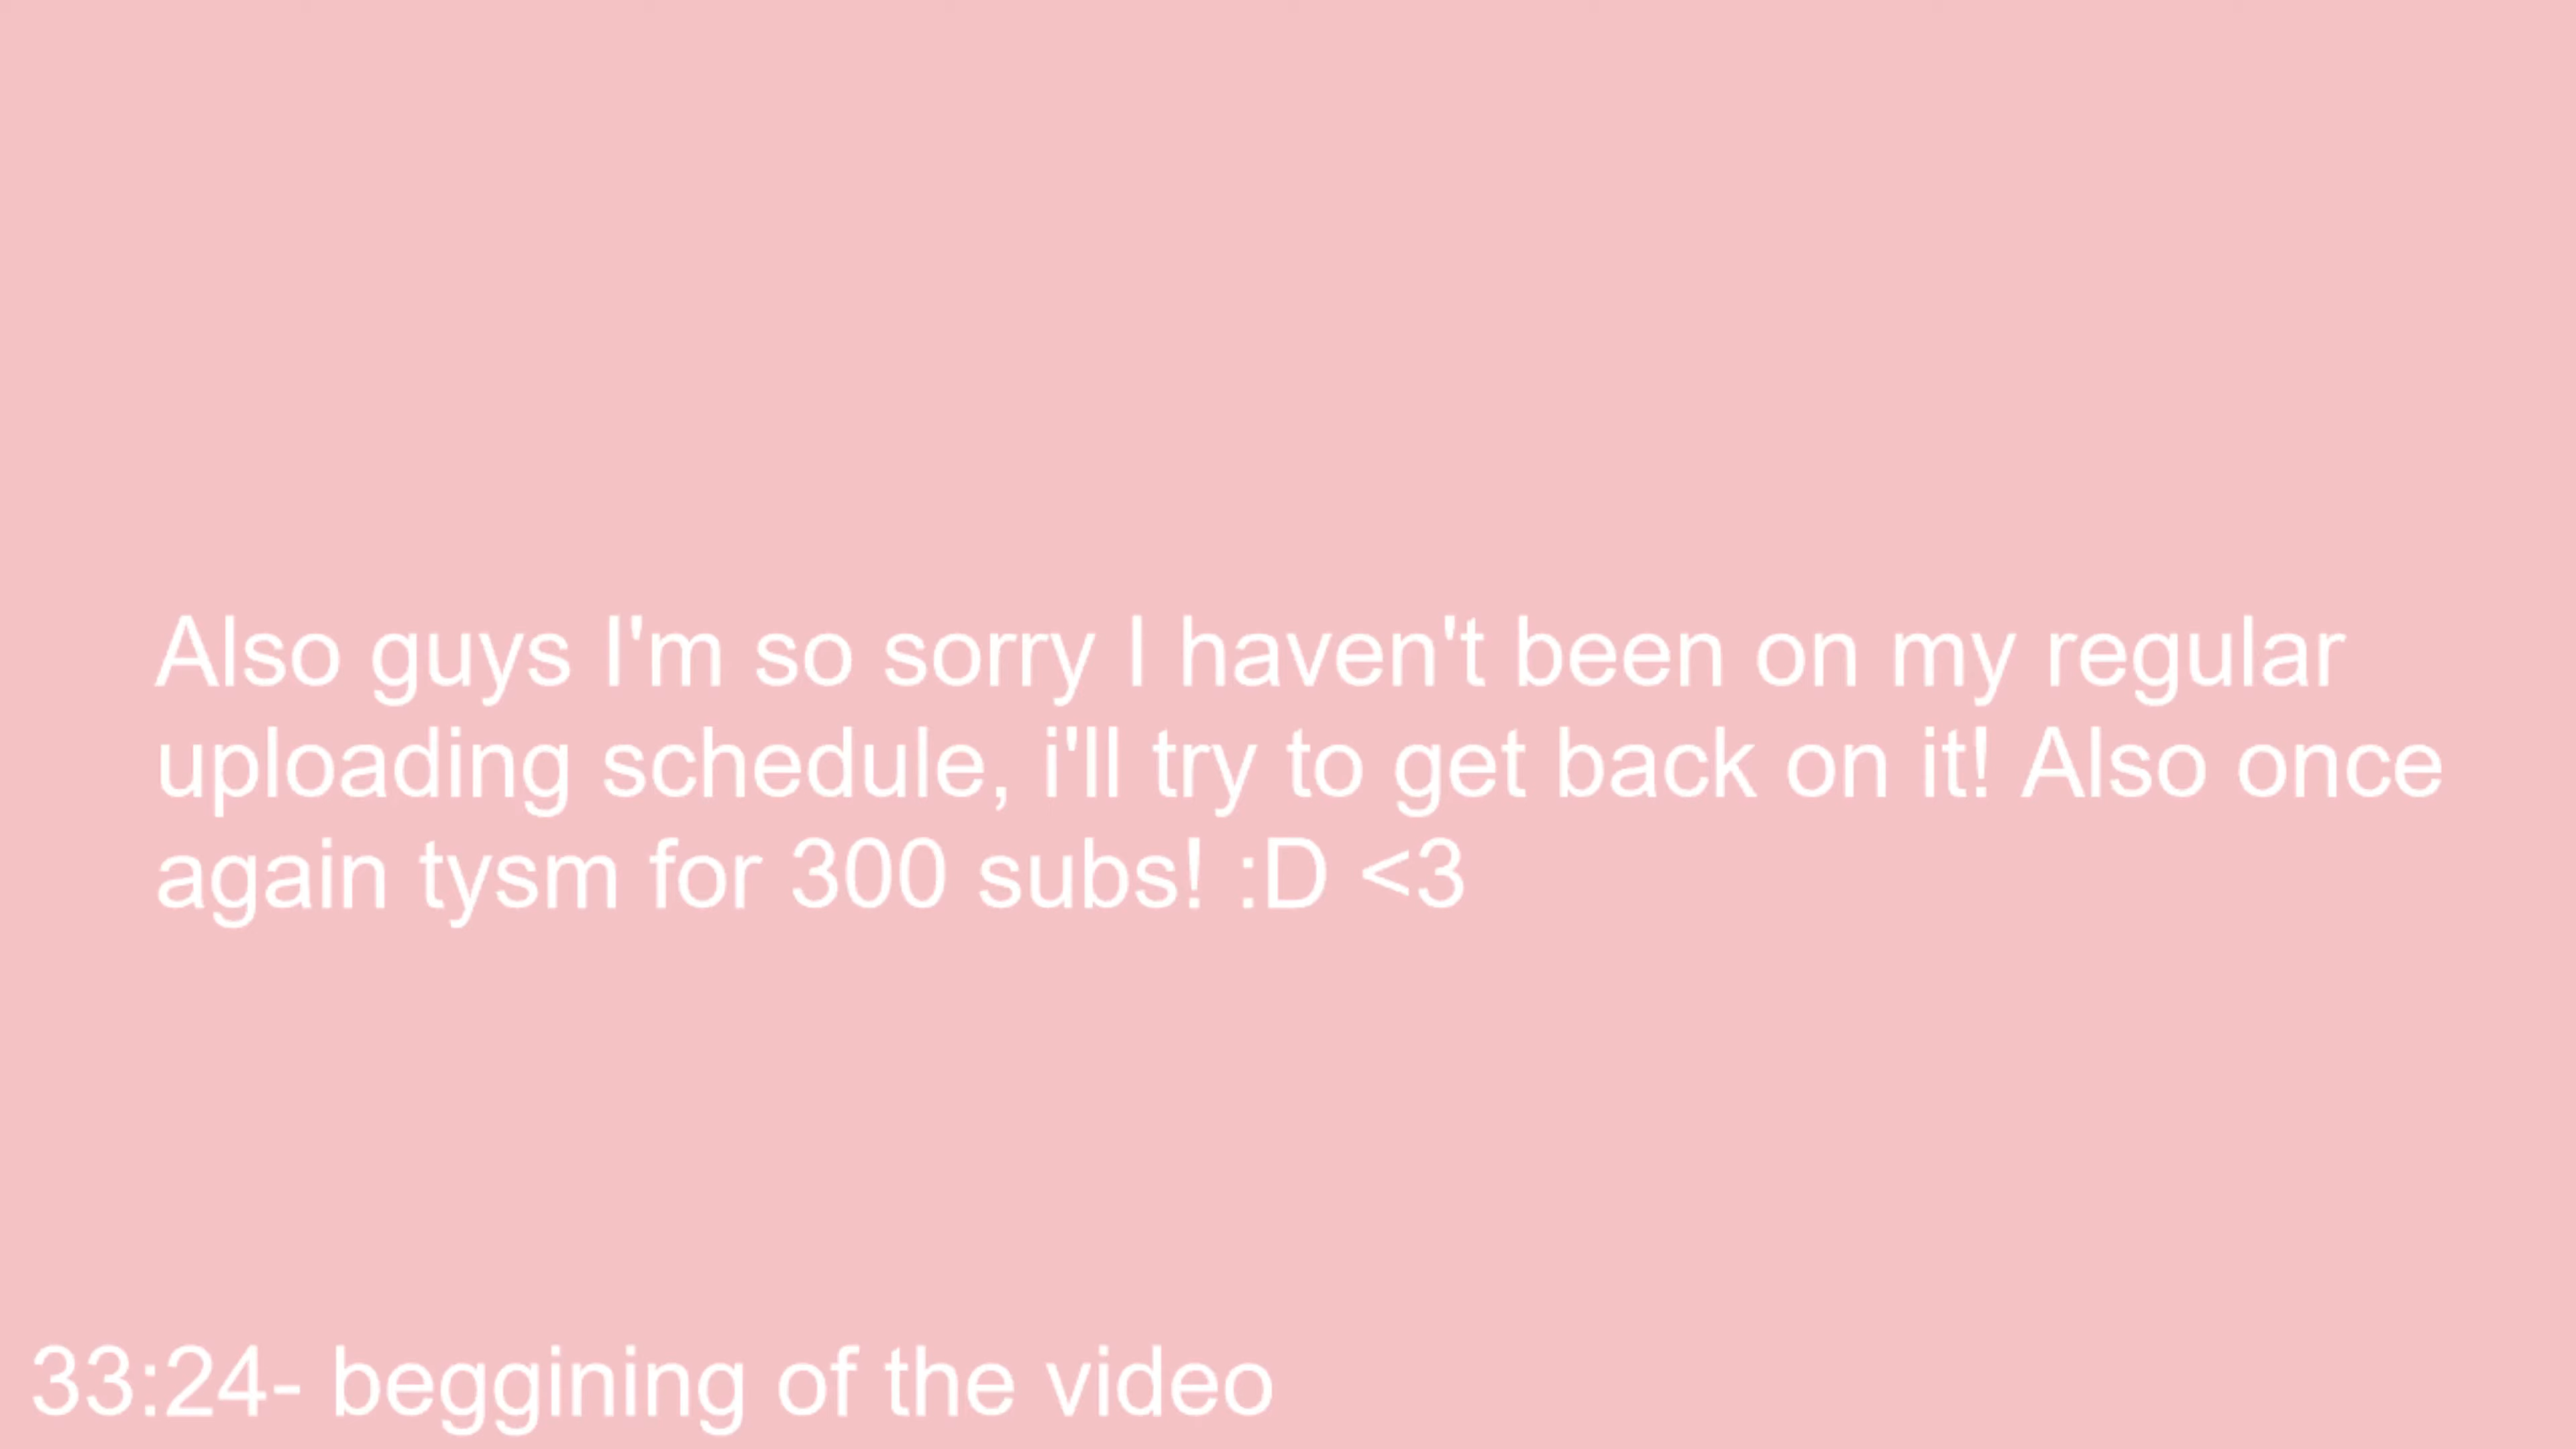 Also guys I'm so sorry I haven't been on my regular
uploading schedule, i'll try to get back on it! Also once
again tysm for 300 subs! :D <3
33:24- beggining of the video